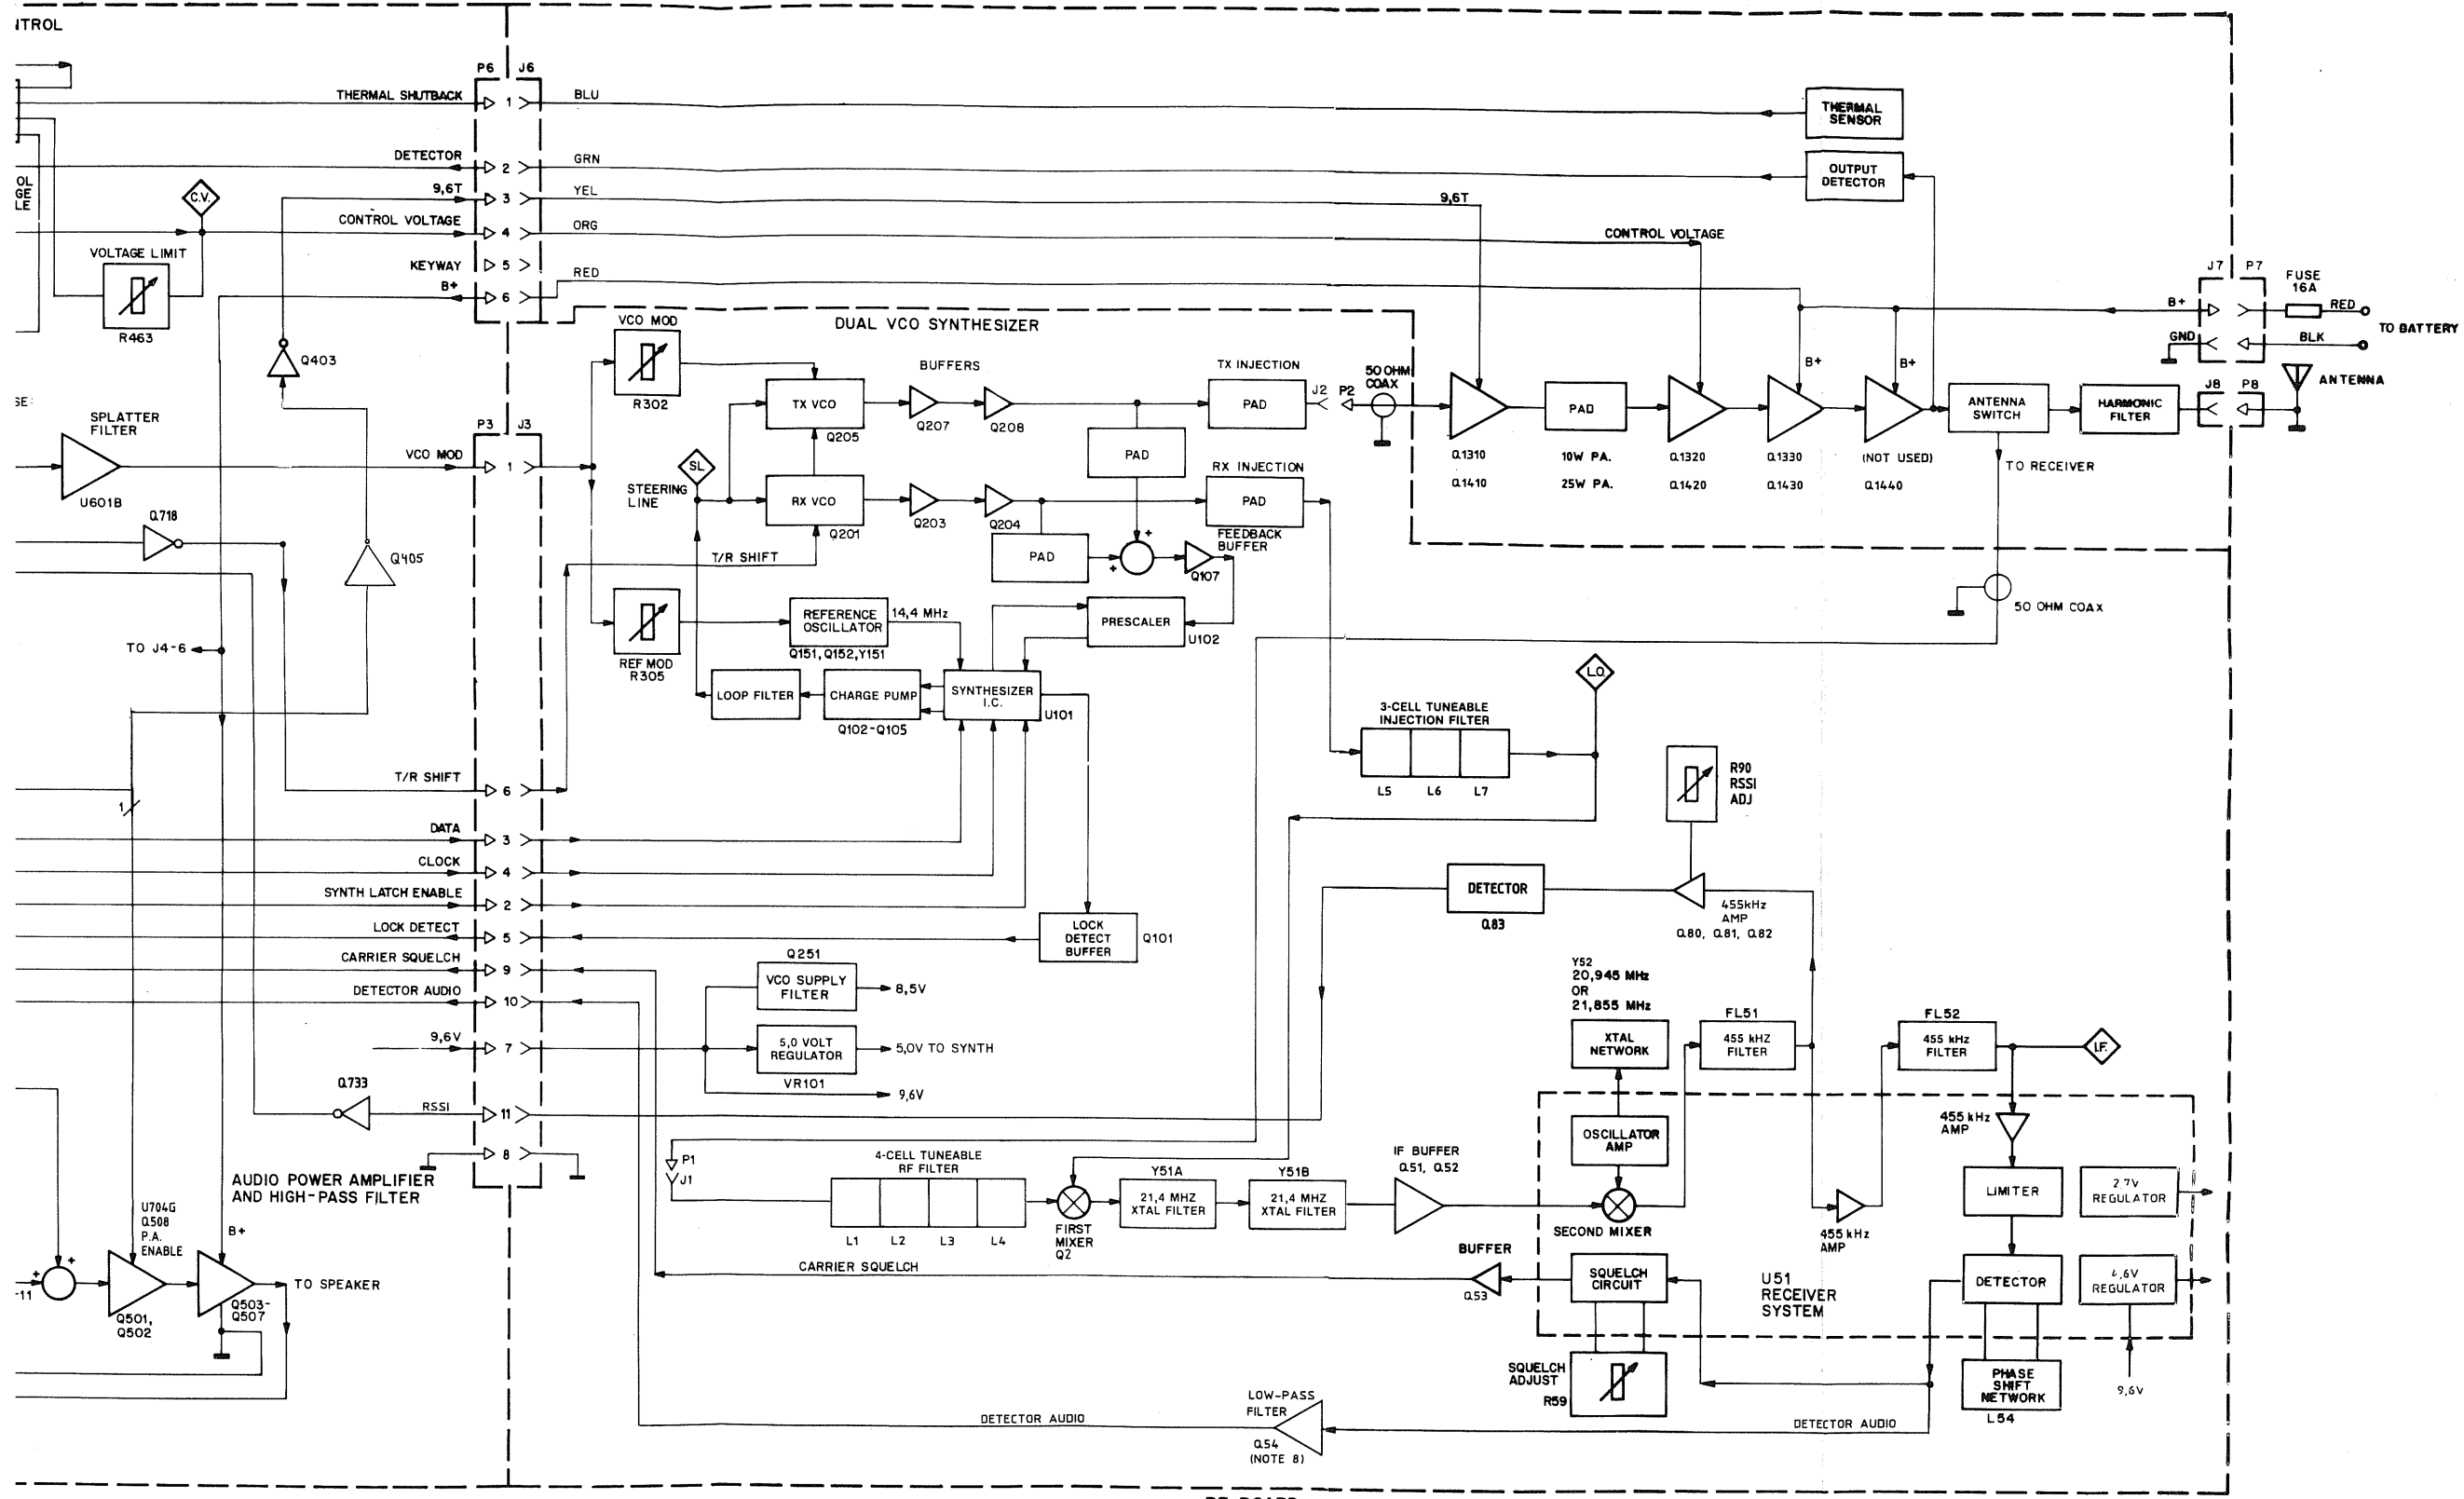 NTROL
P6 J6
THERMAL SHUTBACK
1
BLU
THERMAL
SENSOR
DETECTOR
2
GRN
OUTPUT
DETECTOR
OL
GE
LE
C.V.
9,6T
3
YEL
9,6T
CONTROL VOLTAGE
4
ORG
CONTROL VOLTAGE
VOLTAGE LIMIT
R463
KEYWAY
5
B+
6
RED
J7 P7
FUSE
16A
B+
RED
GND
BLK
TO BATTERY
J8 P8
ANTENNA
Q403
VCO MOD
R302
DUAL VCO SYNTHESIZER
BUFFERS
TX VCO
Q205
Q207
Q208
TX INJECTION
PAD
J2 P2
50 OHM
COAX
PAD
B+
B+
ANTENNA
SWITCH
HARMONIC
FILTER
Q1310
10W PA.
Q1320
Q1330
(NOT USED)
Q1410
25W PA.
Q1420
Q1430
Q1440
TO RECEIVER
50 OHM COAX
SE:
SPLATTER
FILTER
U601B
P3 J3
VCO MOD
1
SL
STEERING
LINE
RX VCO
Q201
Q203
Q204
PAD
RX INJECTION
PAD
PAD
+
+
FEEDBACK
BUFFER
Q107
Q718
Q405
T/R SHIFT
REF MOD
R305
REFERENCE
OSCILLATOR
14,4 MHz
Q151,Q152,Y151
PRESCALER
U102
TO J4-6
LOOP FILTER
CHARGE PUMP
Q102-Q105
SYNTHESIZER
I.C.
U101
L.O.
3-CELL TUNEABLE
INJECTION FILTER
L5 L6 L7
R90
RSSI
ADJ
T/R SHIFT
6
1
DATA
3
CLOCK
4
SYNTH LATCH ENABLE
2
LOCK DETECT
5
LOCK
DETECT
BUFFER
Q101
DETECTOR
Q83
455kHz
AMP
Q80, Q81, Q82
CARRIER SQUELCH
9
DETECTOR AUDIO
10
Q251
VCO SUPPLY
FILTER
8,5V
9,6V
7
5,0 VOLT
REGULATOR
5,0V TO SYNTH
VR101
9,6V
Y52
20,945 MHz
OR
21,855 MHz
XTAL
NETWORK
FL51
455 kHZ
FILTER
FL52
455 kHz
FILTER
I.F.
Q733
RSSI
11
8
P1
J1
4-CELL TUNEABLE
RF FILTER
L1 L2 L3 L4
FIRST
MIXER
Q2
Y51A
21,4 MHZ
XTAL FILTER
Y51B
21,4 MHZ
XTAL FILTER
IF BUFFER
Q51, Q52
OSCILLATOR
AMP
SECOND MIXER
455 kHz
AMP
455 kHz
AMP
LIMITER
2.7V
REGULATOR
AUDIO POWER AMPLIFIER
AND HIGH-PASS FILTER
U704G
Q508
P.A.
ENABLE
B+
+
+
-11
Q501,
Q502
Q503-
Q507
TO SPEAKER
CARRIER SQUELCH
BUFFER
Q53
SQUELCH
CIRCUIT
U51
RECEIVER
SYSTEM
DETECTOR
4,6V
REGULATOR
SQUELCH
ADJUST
R59
PHASE
SHIFT
NETWORK
L54
9,6V
DETECTOR AUDIO
LOW-PASS
FILTER
Q54
(NOTE 8)
DETECTOR AUDIO